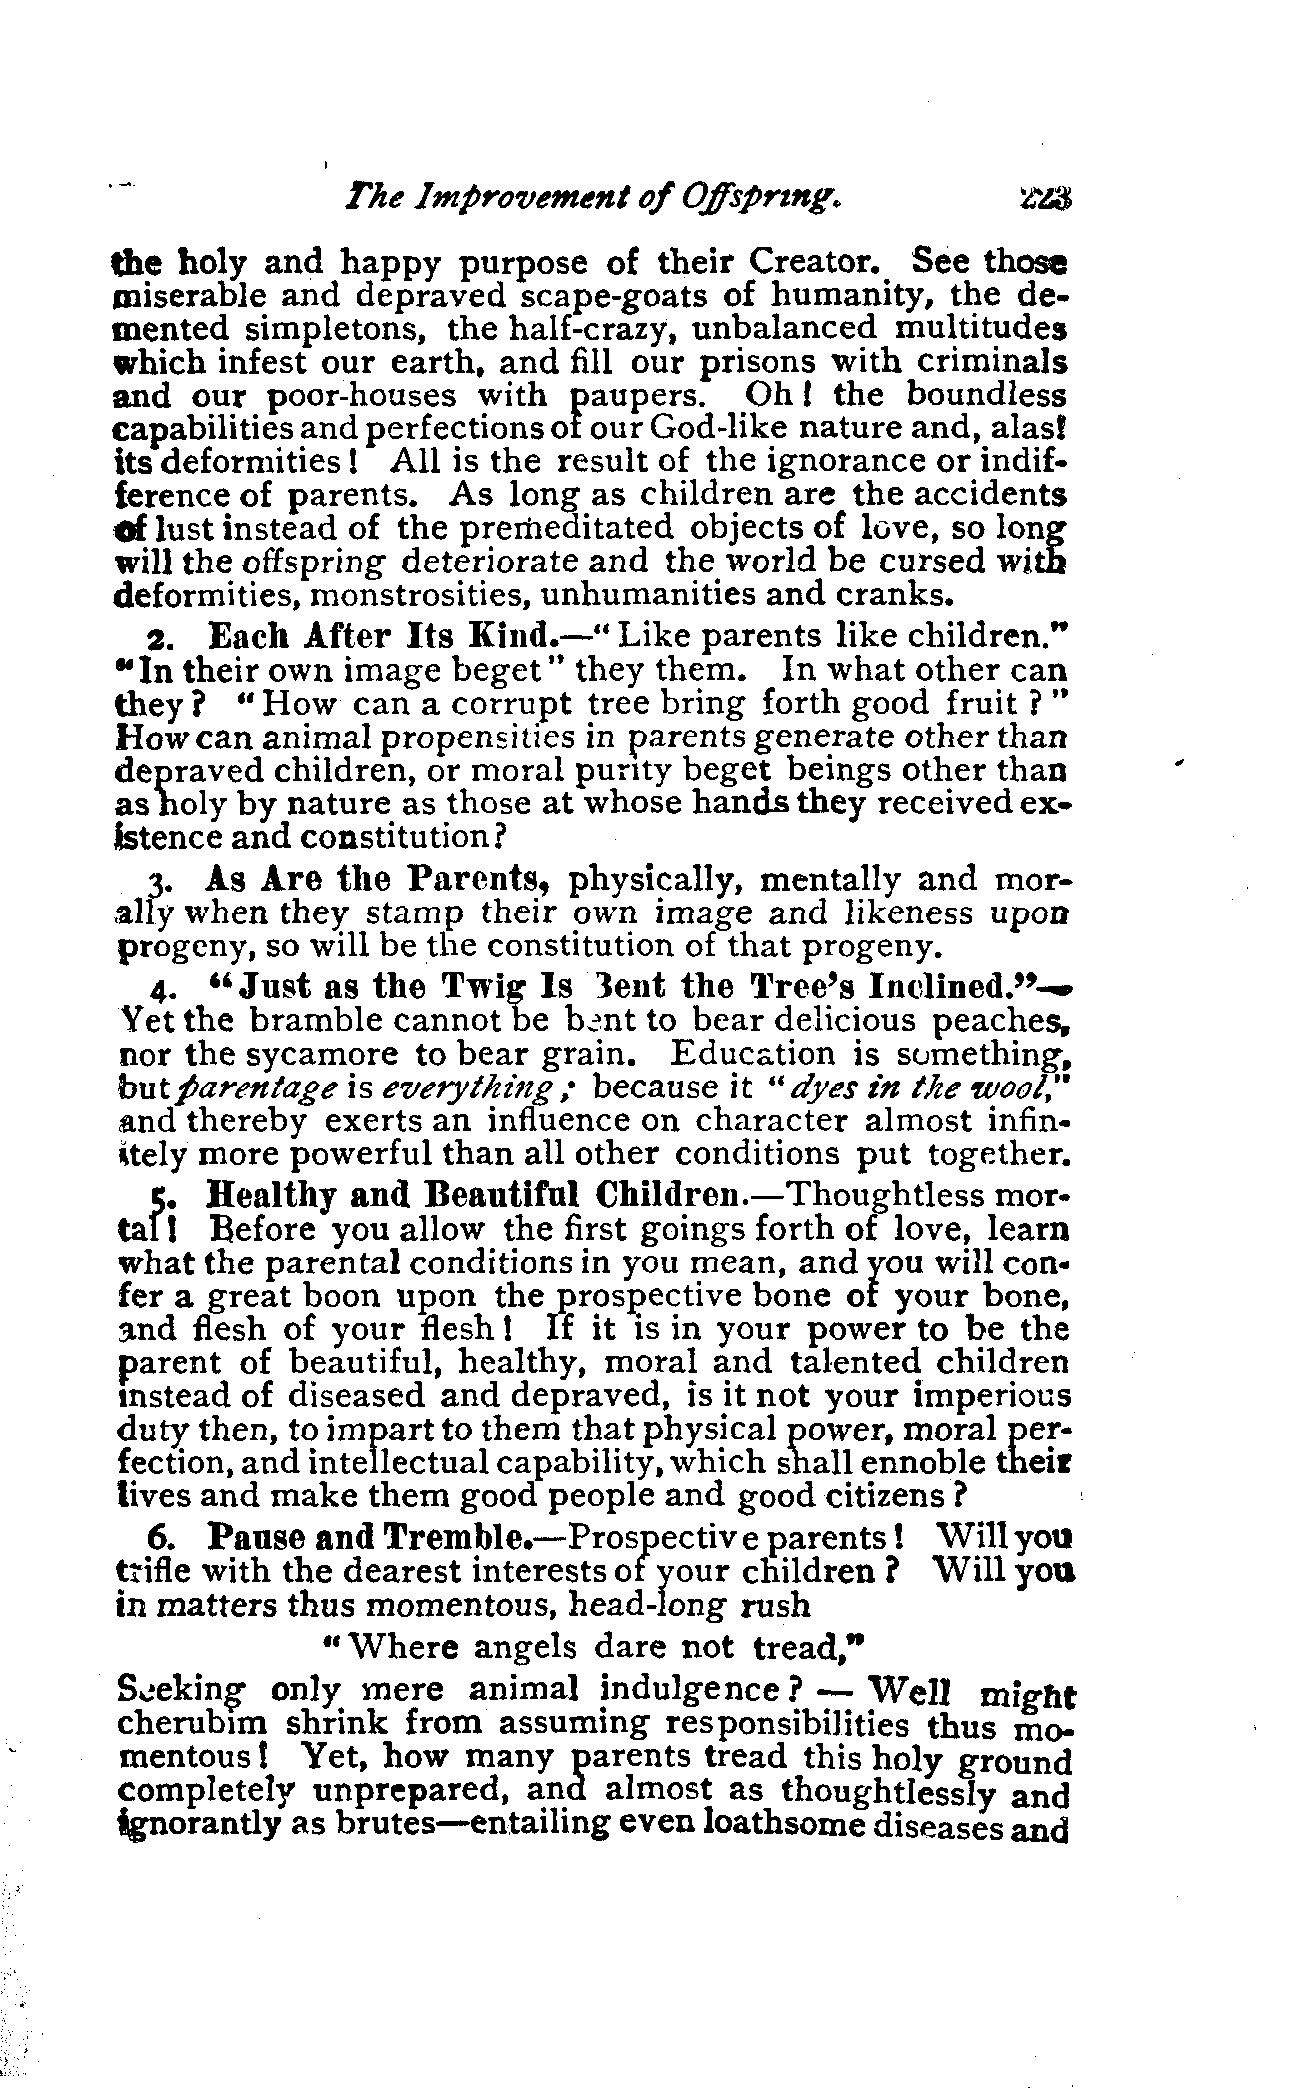 The Improvement of Offspring. 223
the holy and happy purpose of their Creator. See those
miserable and depraved scape-goats of humanity, the de-
mented simpletons, the half-crazy, unbalanced multitudes
which infest our earth, and fill our prisons with criminals
and our poor-houses with paupers. Oh! the boundless
capabilities and perfections of our God-like nature and, alas!
its deformities! All is the result of the ignorance or indif-
ference of parents. As long as children are the accidents
of lust instead of the premeditated objects of love, so long
will the offspring deteriorate and the world be cursed with
deformities, monstrosities, unhumanities and cranks.
2. Each After Its Kind.—"Like parents like children."
"In their own image beget" they them. In what other can
they? "How can a corrupt tree bring forth good fruit?"
How can animal propensities in parents generate other than
depraved children, or moral purity beget beings other than
as holy by nature as those at whose hands they received ex-
istence and constitution?
3. As Are the Parents, physically, mentally and mor-
ally when they stamp their own image and likeness upon
progeny, so will be the constitution of that progeny.
4. "Just as the Twig Is Bent the Tree's Inclined."—
Yet the bramble cannot be bent to bear delicious peaches,
nor the sycamore to bear grain. Education is something,
but parentage is everything; because it "dyes in the wool,"
and thereby exerts an influence on character almost infin-
itely more powerful than all other conditions put together.
5. Healthy and Beautiful Children.—Thoughtless mor-
tal! Before you allow the first goings forth of love, learn
what the parental conditions in you mean, and you will con-
fer a great boon upon the prospective bone of your bone,
and flesh of your flesh! If it is in your power to be the
parent of beautiful, healthy, moral and talented children
instead of diseased and depraved, is it not your imperious
duty then, to impart to them that physical power, moral per-
fection, and intellectual capability, which shall ennoble their
lives and make them good people and good citizens?
6. Pause and Tremble.—Prospective parents! Will you
trifle with the dearest interests of your children? Will you
in matters thus momentous, head-long rush
"Where angels dare not tread,"
Seeking only mere animal indulgence?—Well might
cherubim shrink from assuming responsibilities thus mo-
mentous! Yet, how many parents tread this holy ground
completely unprepared, and almost as thoughtlessly and
ignorantly as brutes—entailing even loathsome diseases and